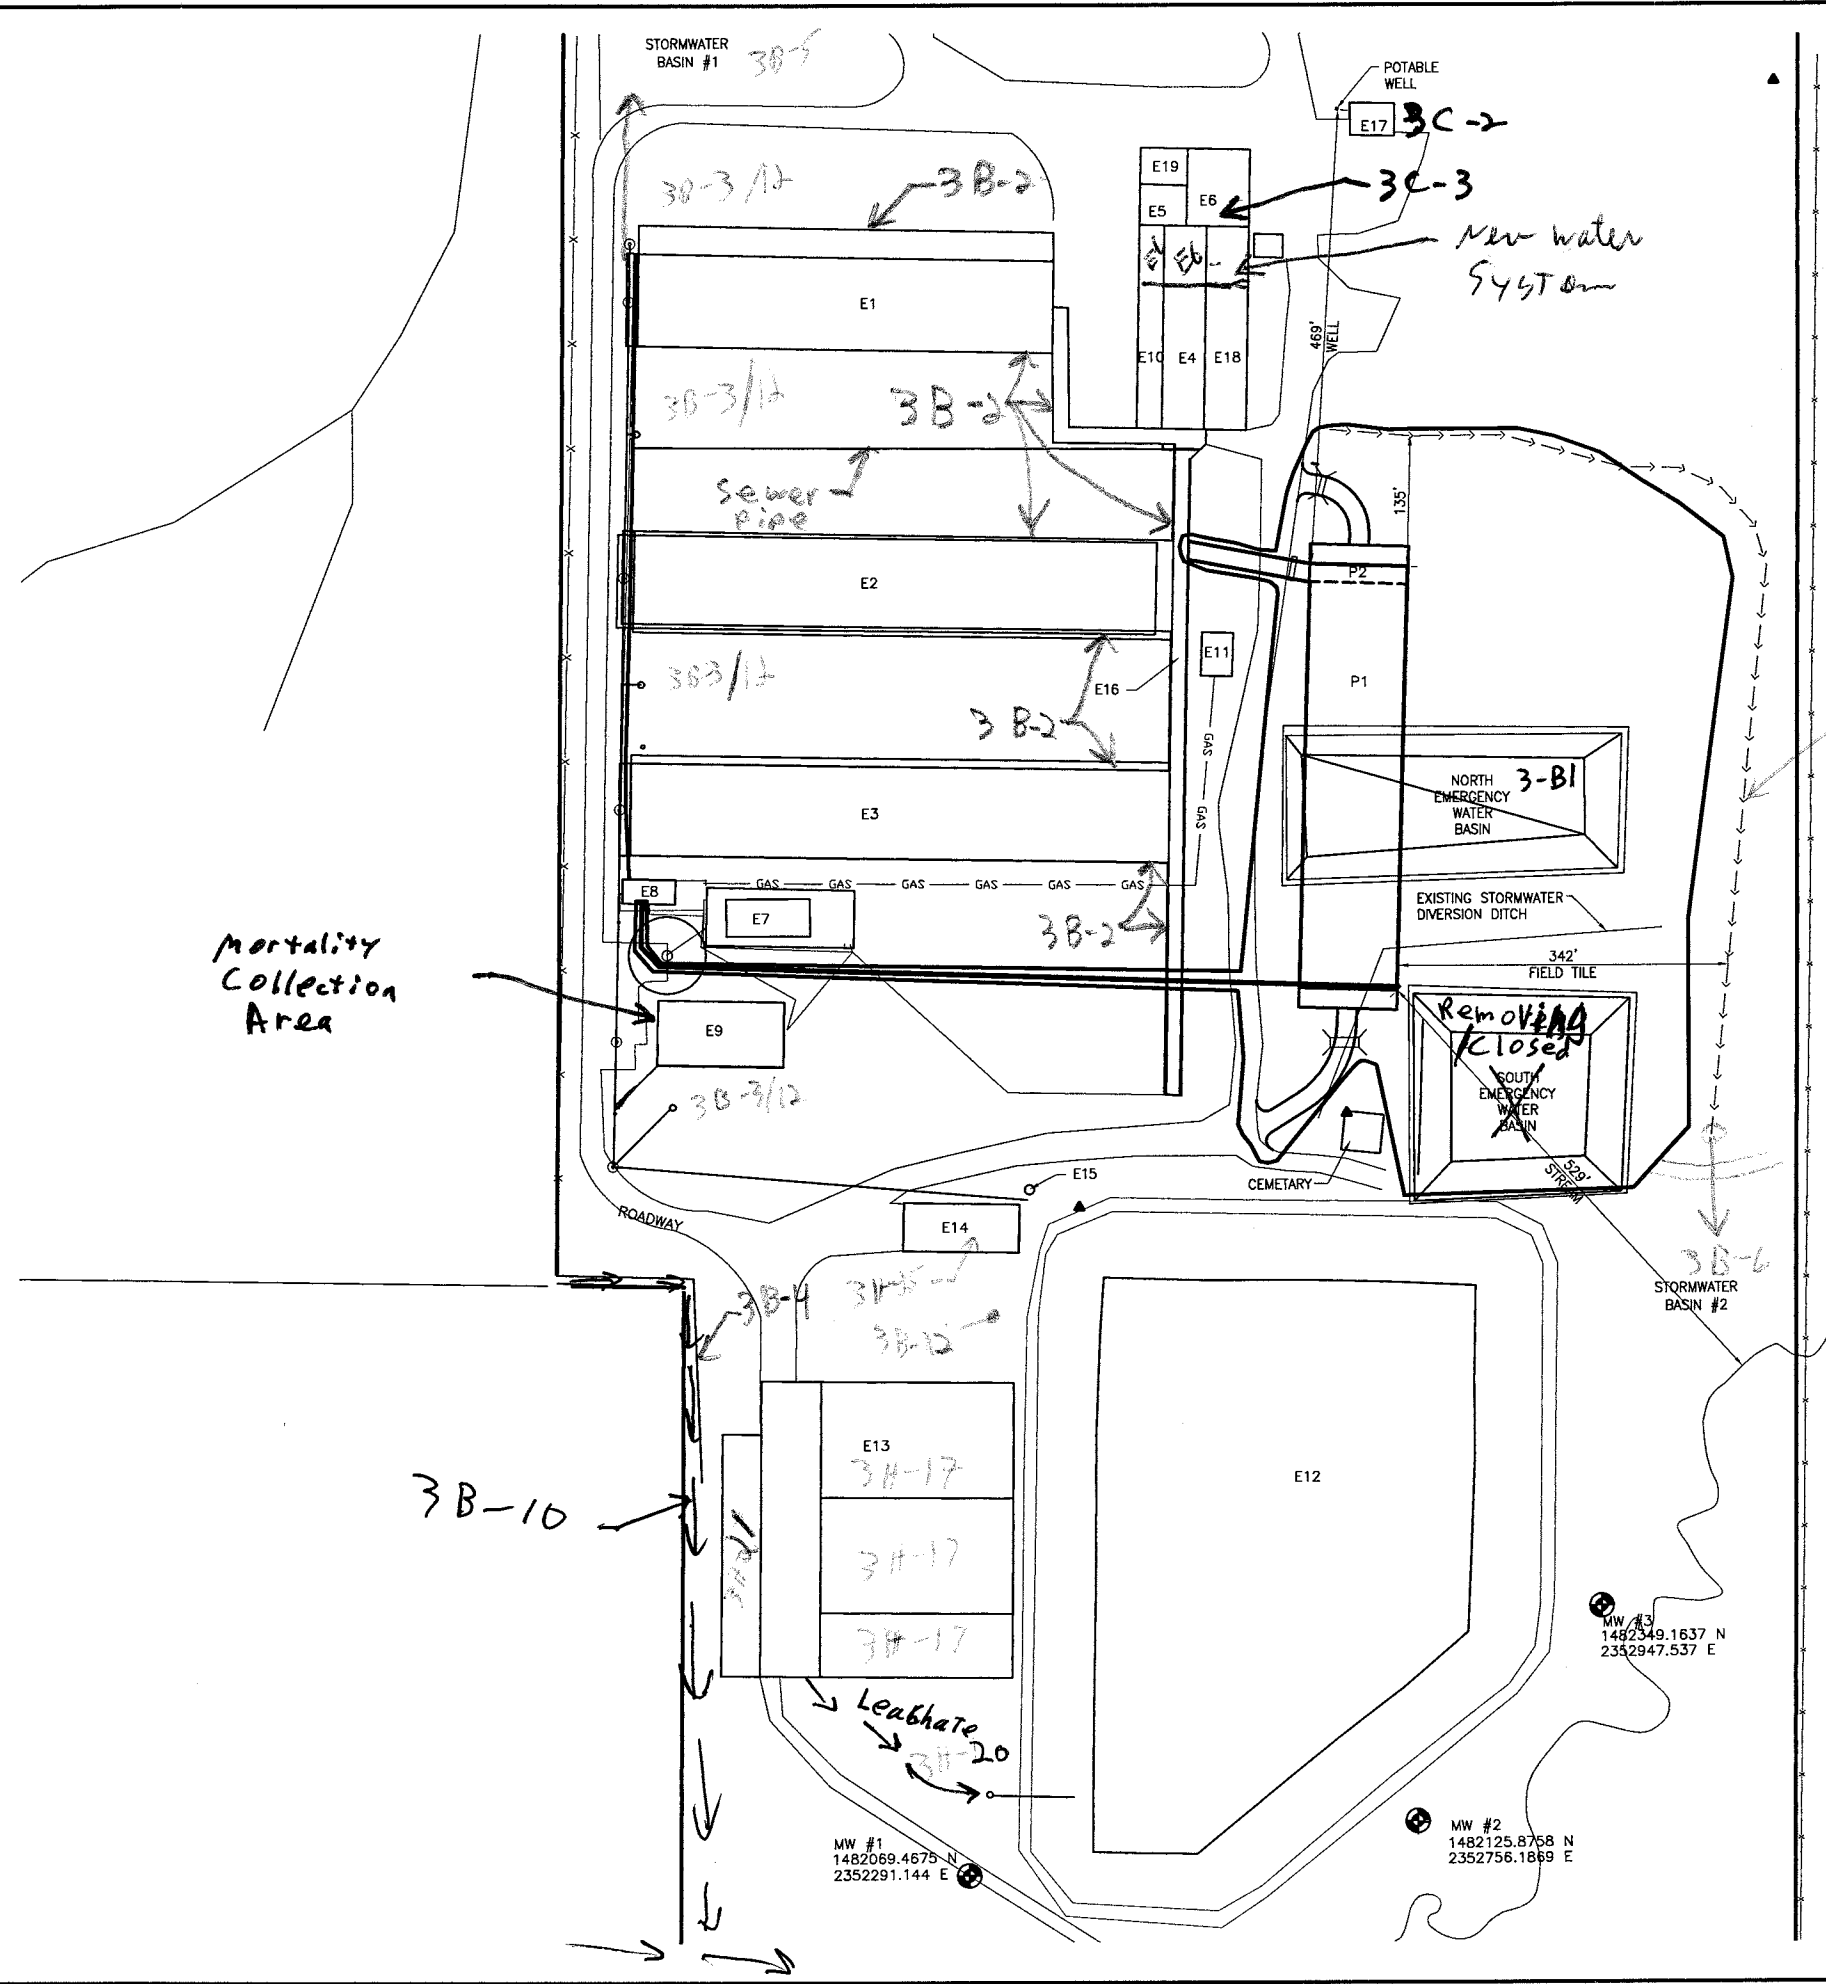 STORMWATER
BASIN #1
3B-5
POTABLE
WELL
E17
3C-2
E19
E5
E6
3C-3
3B-3/12
3B-2
New water
System
E6
E1
469'
WELL
E10
E4
E18
3B-3/12
3B-2
Sewer
Pipe
135'
E2
P2
3B3/12
E11
E16
P1
3B-2
GAS
GAS
NORTH
EMERGENCY
WATER
BASIN
3-B1
E3
E8
GAS
GAS
GAS
GAS
GAS
GAS
E7
3B-2
EXISTING STORMWATER
DIVERSION DITCH
342'
FIELD TILE
Mortality
Collection
Area
E9
Removing
/Closed
SOUTH
EMERGENCY
WATER
BASIN
3B-3/12
529'
STREAM
E15
CEMETARY
ROADWAY
E14
3B-6
STORMWATER
BASIN #2
3B-4
3B-12
E13
3H-17
E12
3B-10
3H-17
3H-17
MW #3
1482349.1637 N
2352947.537 E
Leabhate
3H-20
MW #1
1482069.4675 N
2352291.144 E
MW #2
1482125.8758 N
2352756.1869 E